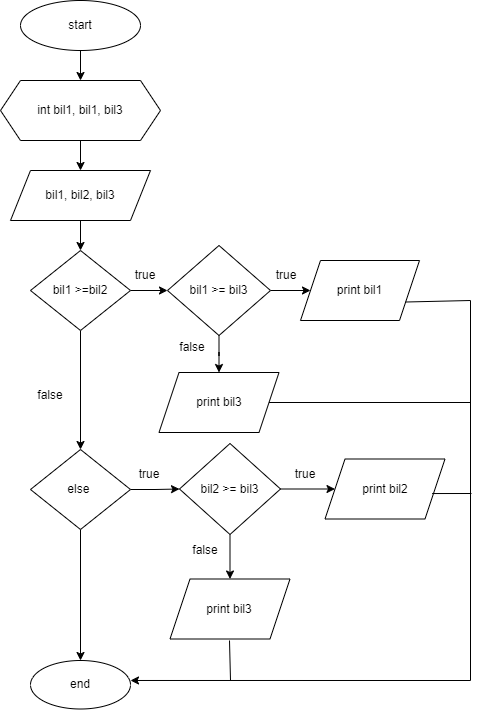 start
int bil1, bil1, bil3
bil1, bil2, bil3
bil1 >=bil2
true
bil1 >= bil3
true
print bil1
false
print bil3
false
else
true
bil2 >= bil3
true
print bil2
false
print bil3
end